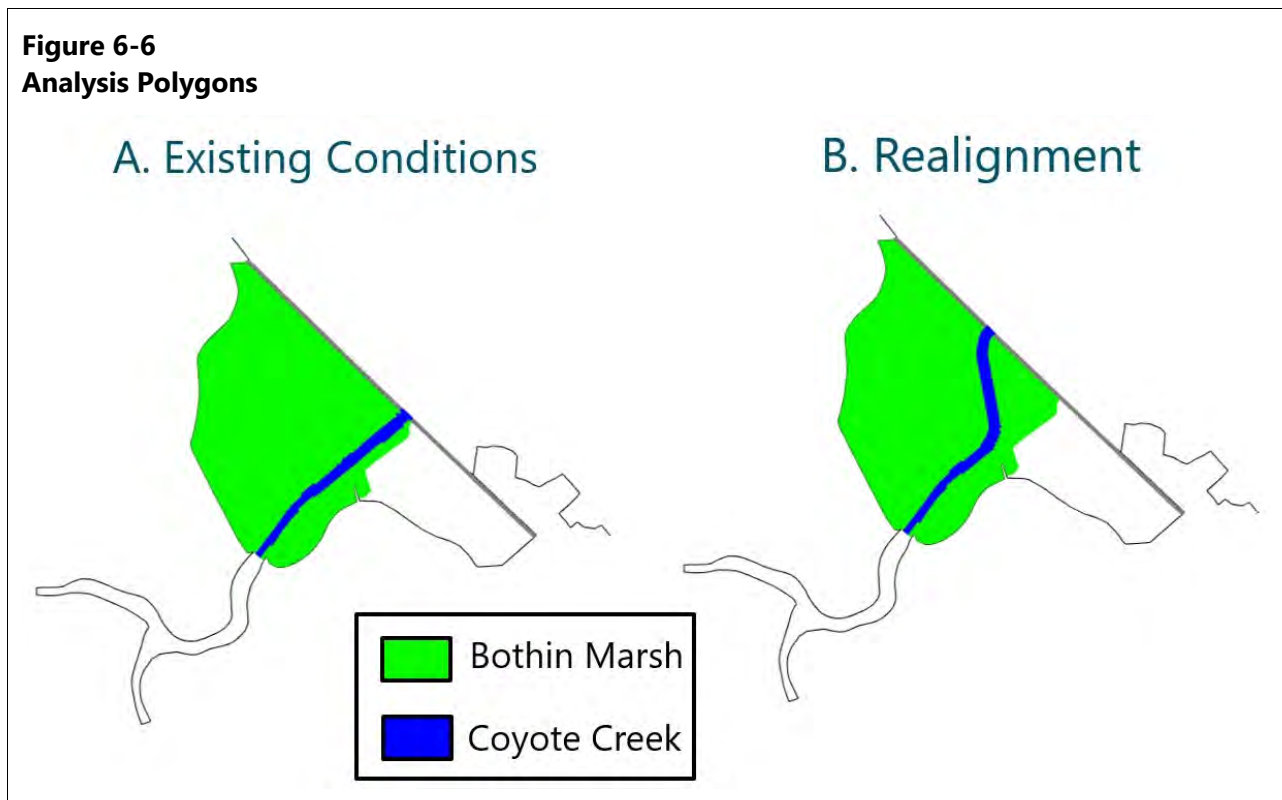 Figure 6-6
Analysis Polygons
A. Existing Conditions
B. Realignment
Bothin Marsh
Coyote Creek